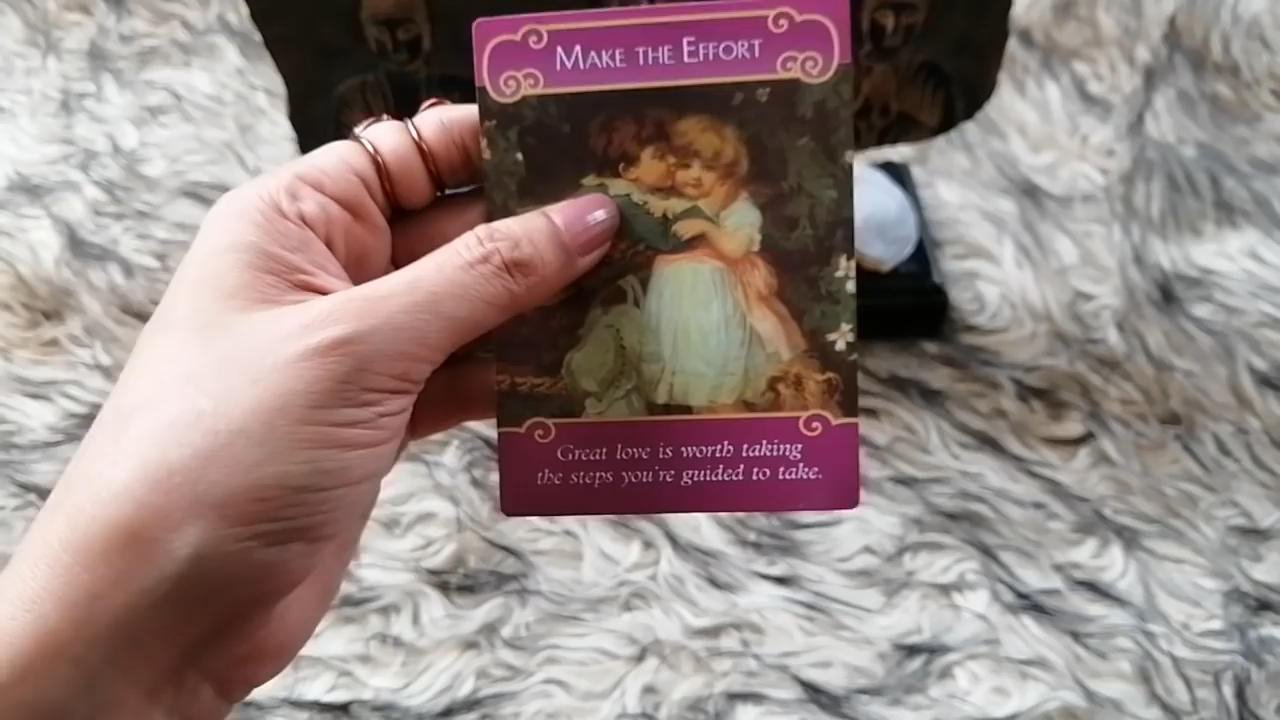 MAKE THE EFFORT
Great love is worth taking
the steps you're guided to take.